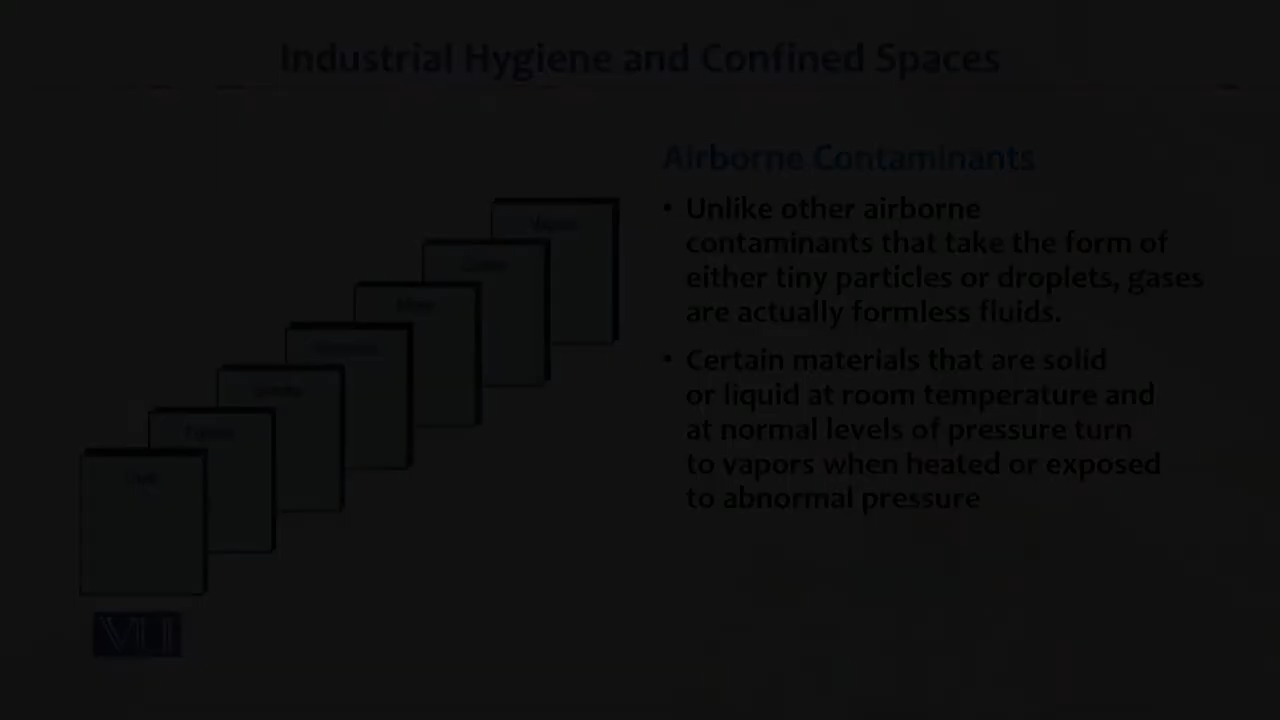 Industrial Hygiene and Confined Spaces
Airborne Contaminants
• Unlike other airborne
contaminants that take the form of
either tiny particles or droplets, gases
are actually formless fluids.
• Certain materials that are solid
or liquid at room temperature and
at normal levels of pressure turn
to vapors when heated or exposed
to abnormal pressure
Dust
VU